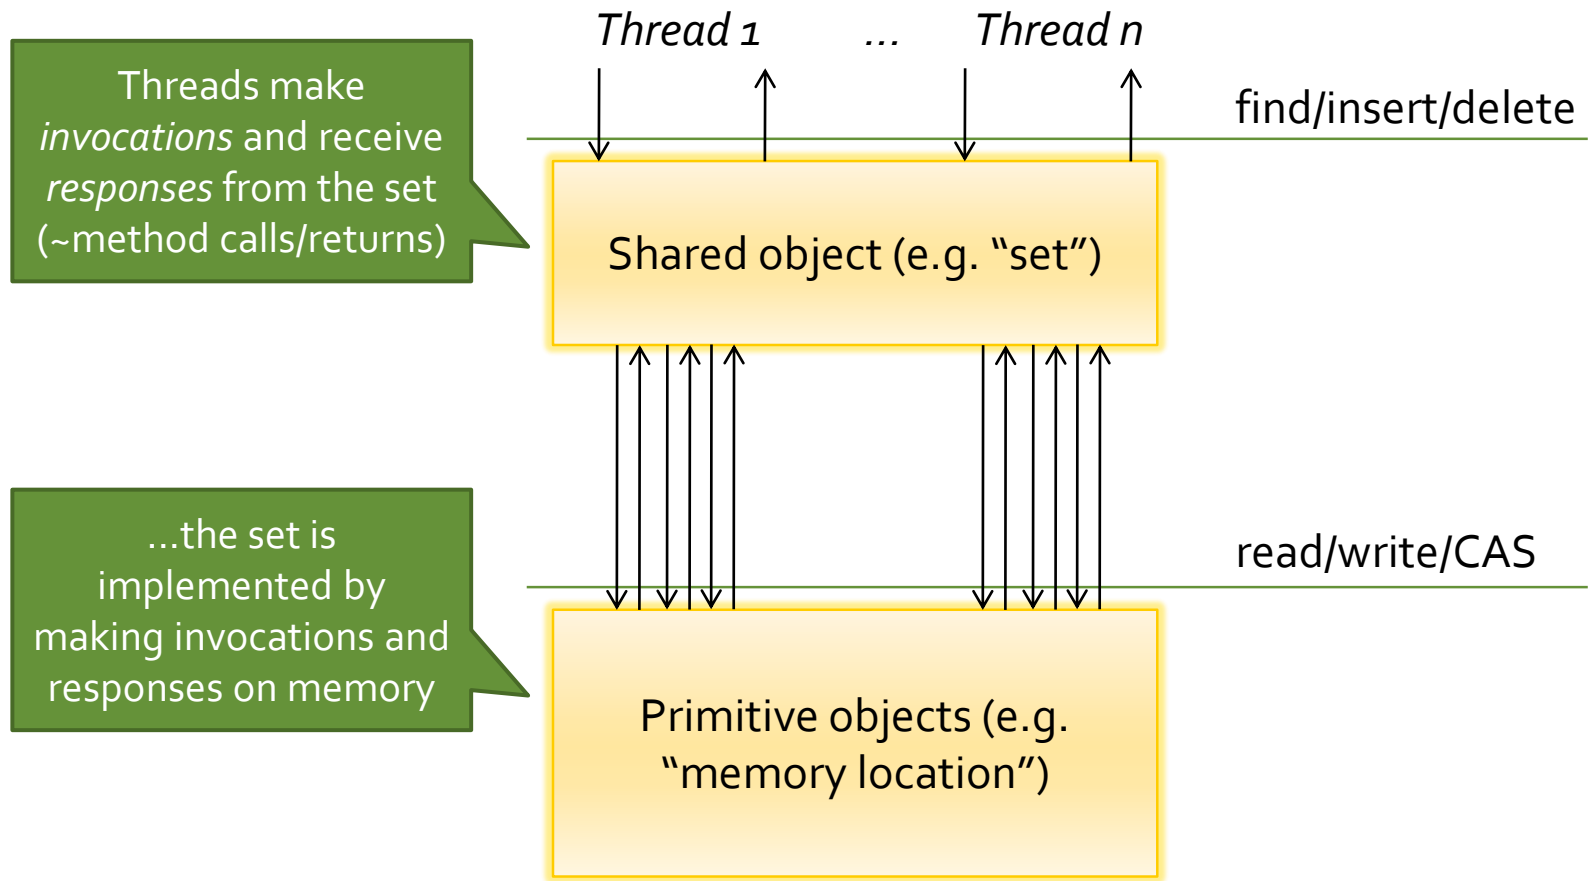 Thread 1 ... Thread n
Threads make
invocations and receive
responses from the set
(~method calls/returns)
find/insert/delete
Shared object (e.g. “set”)
...the set is
implemented by
making invocations and
responses on memory
read/write/CAS
Primitive objects (e.g.
“memory location”)